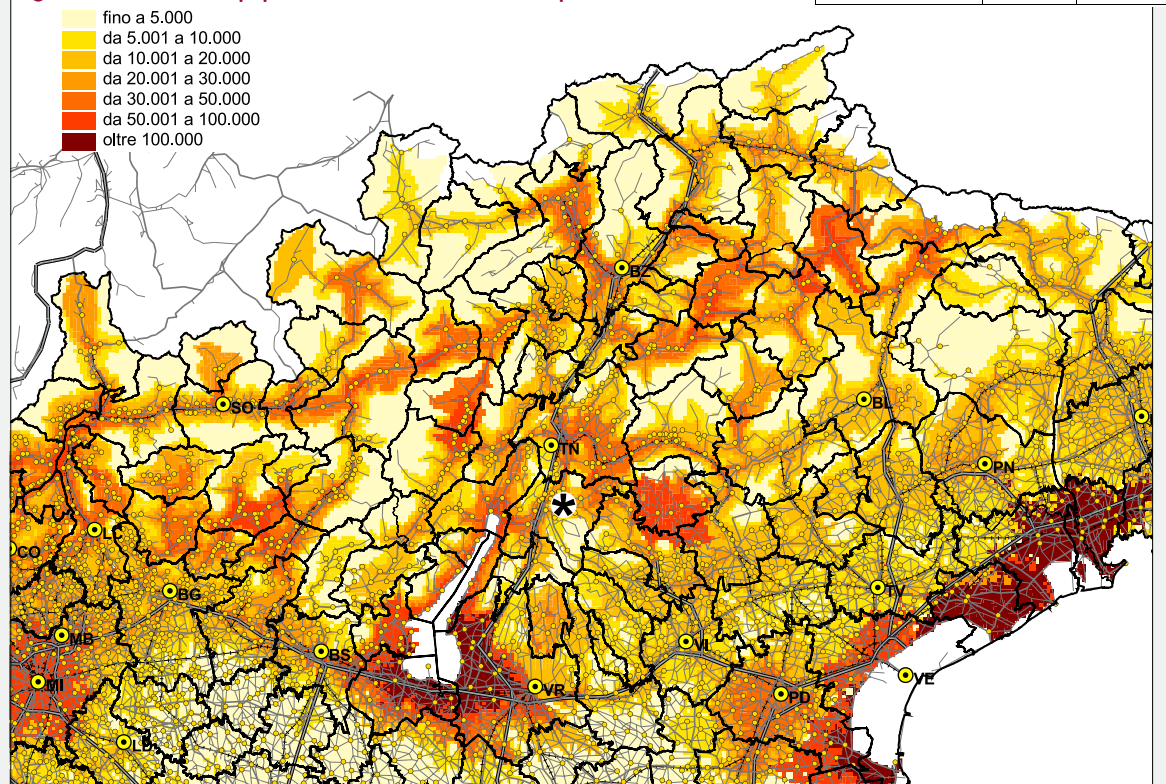 fino a 5.000
da 5.001 a 10.000
da 10.001 a 20.000
da 20.001 a 30.000
da 30.001 a 50.000
da 50.001 a 100.000
oltre 100.000
BZ
SO
BL
TN
PN
*
LC
CO
BG
TV
MB
VI
BS
VE
MI
VR
PD
LO